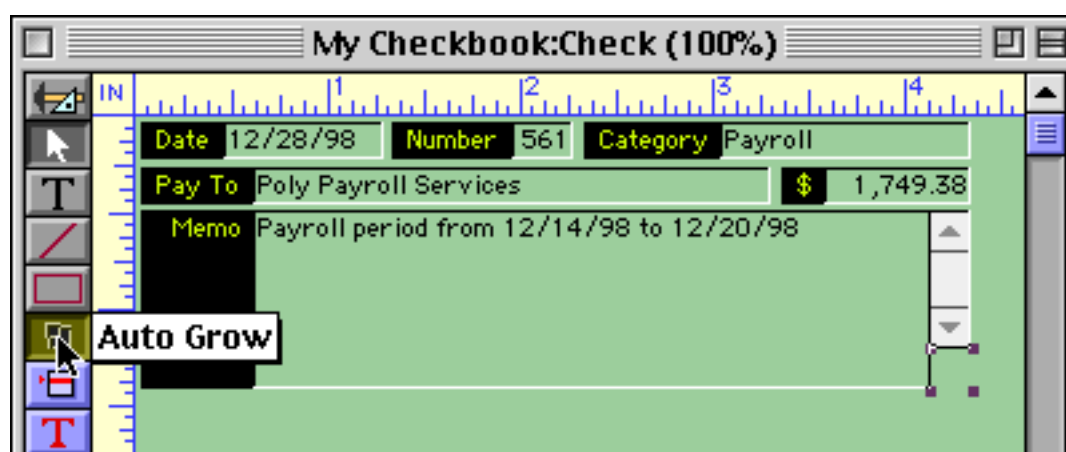 My Checkbook:Check (100%)
IN 1 2 3 4
Date 12/28/98 Number 561 Category Payroll
T Pay To Poly Payroll Services $ 1,749.38
Memo Payroll period from 12/14/98 to 12/20/98
Auto Grow
T